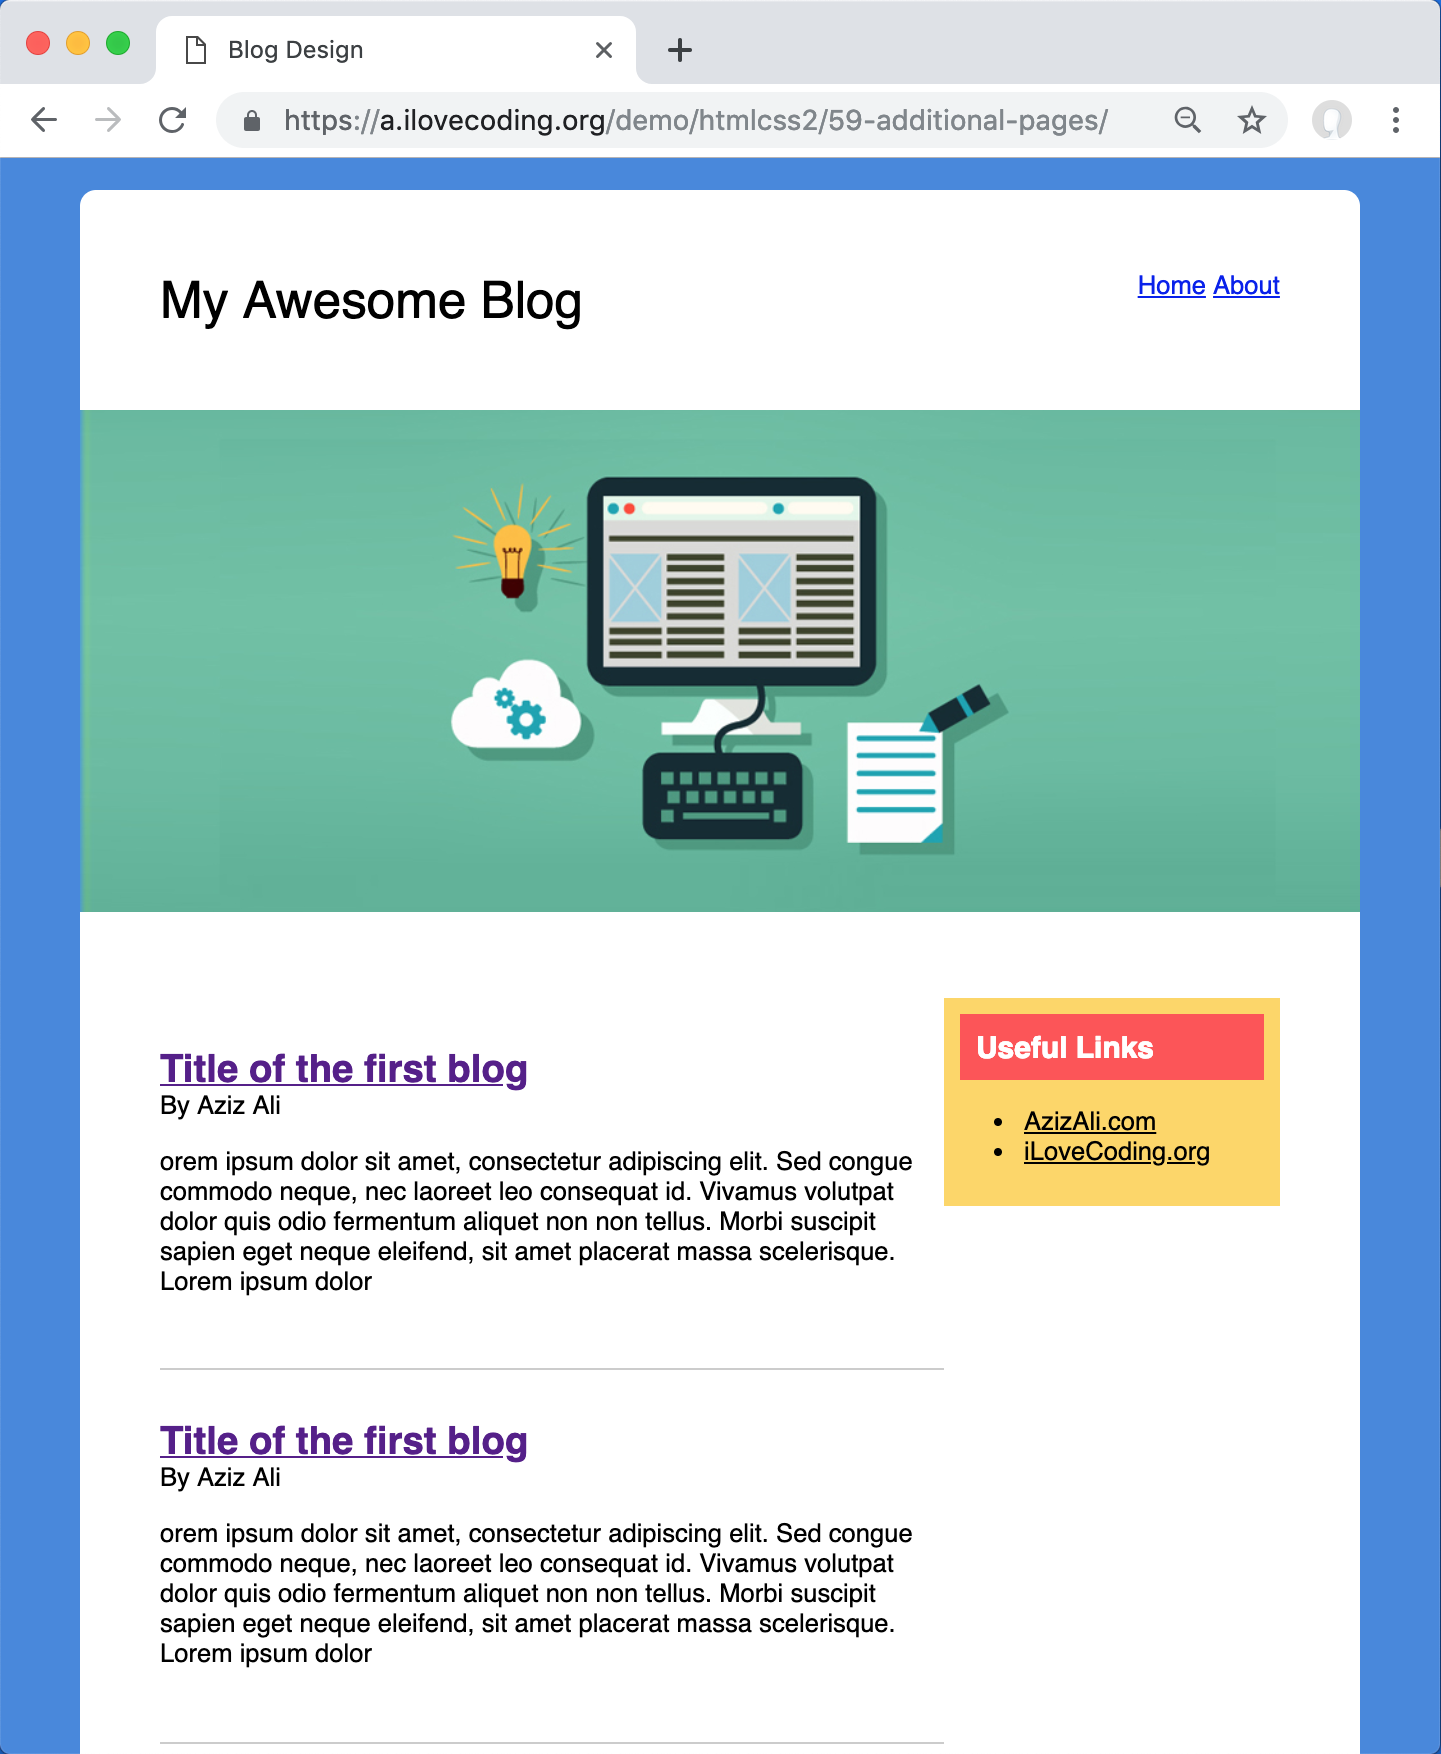 Blog Design
https://a.ilovecoding.org/demo/htmlcss2/59-additional-pages/
My Awesome Blog
Home About
Title of the first blog
By Aziz Ali
orem ipsum dolor sit amet, consectetur adipiscing elit. Sed congue
commodo neque, nec laoreet leo consequat id. Vivamus volutpat
dolor quis odio fermentum aliquet non non tellus. Morbi suscipit
sapien eget neque eleifend, sit amet placerat massa scelerisque.
Lorem ipsum dolor
Useful Links
AzizAli.com
iLoveCoding.org
Title of the first blog
By Aziz Ali
orem ipsum dolor sit amet, consectetur adipiscing elit. Sed congue
commodo neque, nec laoreet leo consequat id. Vivamus volutpat
dolor quis odio fermentum aliquet non non tellus. Morbi suscipit
sapien eget neque eleifend, sit amet placerat massa scelerisque.
Lorem ipsum dolor